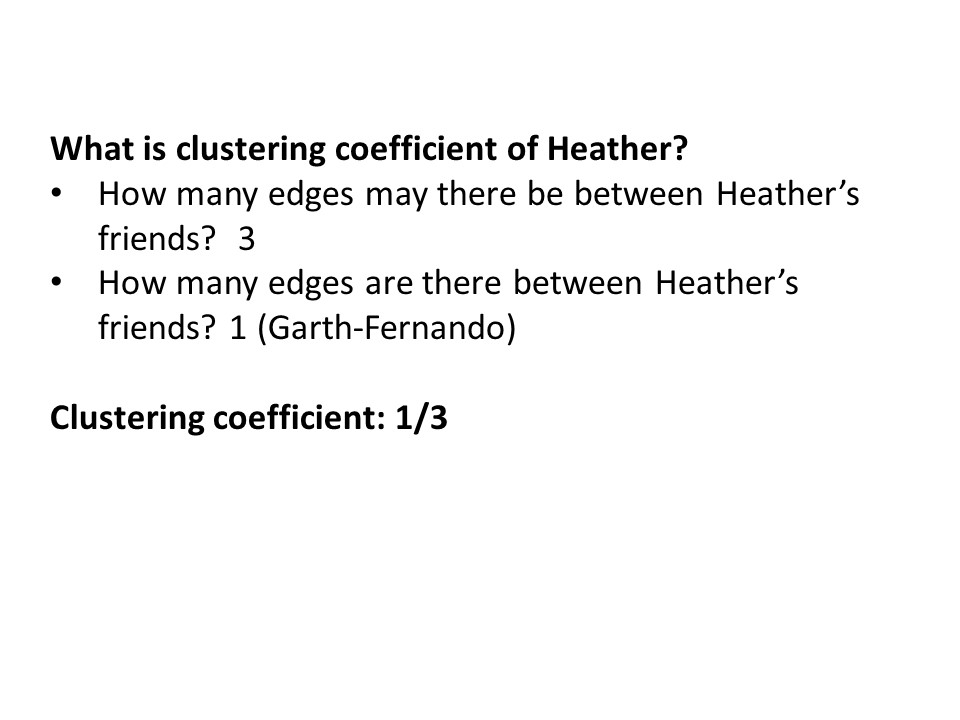 What is clustering coefficient of Heather?
• How many edges may there be between Heather’s
friends?  3
• How many edges are there between Heather’s
friends? 1 (Garth-Fernando)
Clustering coefficient: 1/3